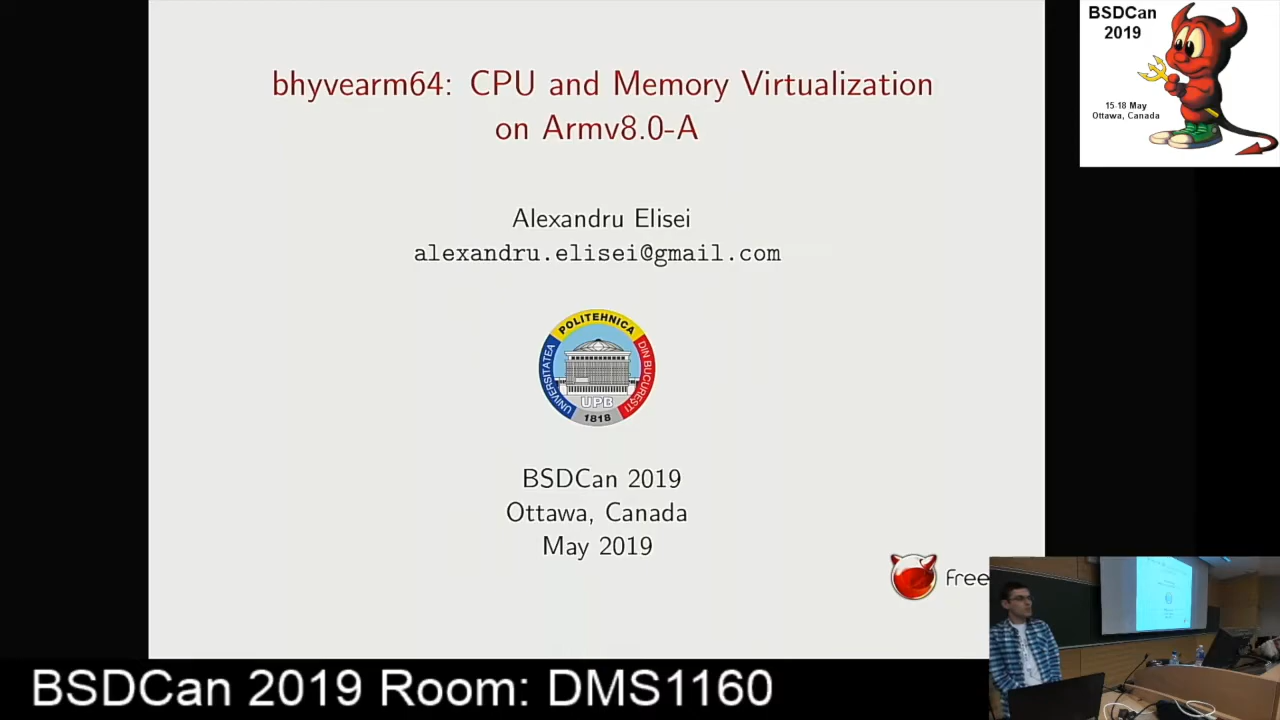 bhyvearm64: CPU and Memory Virtualization
on Armv8.0-A
Alexandru Elisei
alexandru.elisei@gmail.com
UNIVERSITATEA POLITEHNICA DIN BUCUREȘTI
UPB
1818
BSDCan 2019
Ottawa, Canada
May 2019
Free
BSDCan
2019
15-18 May
Ottawa, Canada
BSDCan 2019 Room: DMS1160